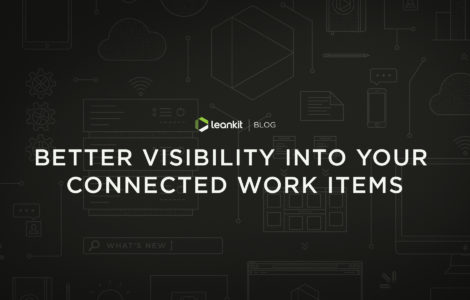 leankit BLOG
BETTER VISIBILITY INTO YOUR
CONNECTED WORK ITEMS
WHAT'S NEW